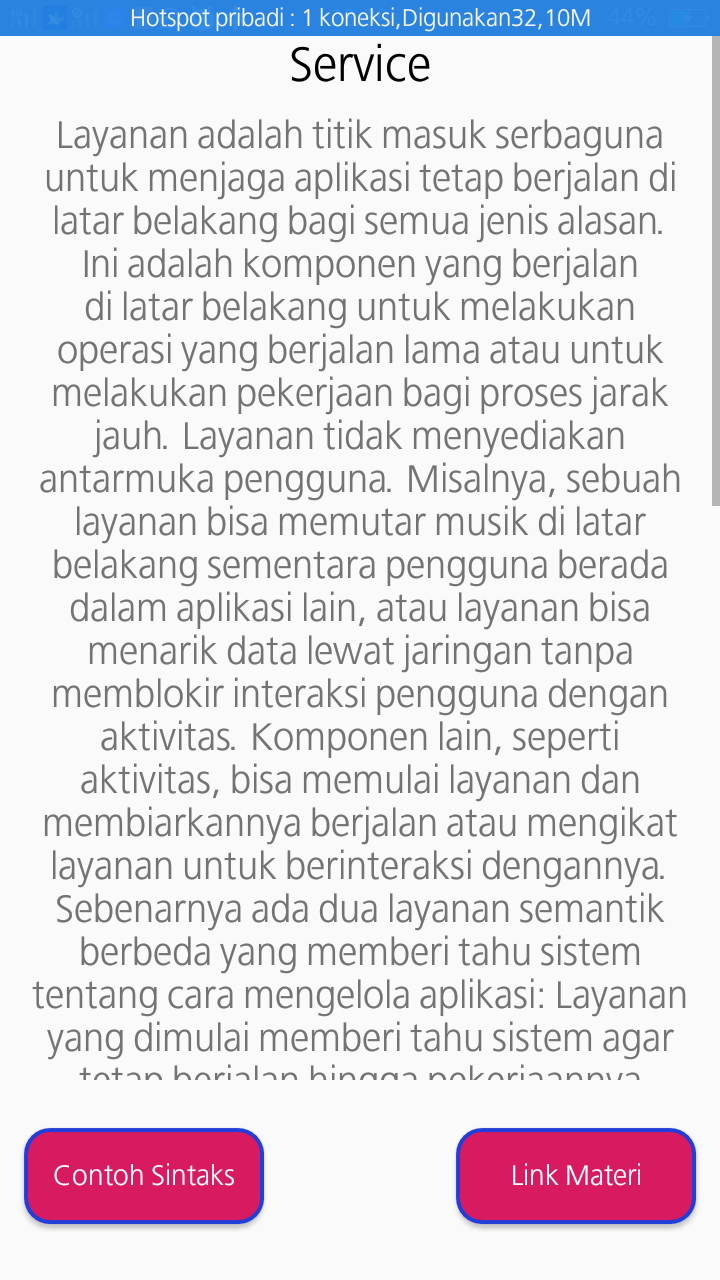 Hotspot pribadi : 1 koneksi,Digunakan32,10M 44%
Service
Layanan adalah titik masuk serbaguna
untuk menjaga aplikasi tetap berjalan di
latar belakang bagi semua jenis alasan.
Ini adalah komponen yang berjalan
di latar belakang untuk melakukan
operasi yang berjalan lama atau untuk
melakukan pekerjaan bagi proses jarak
jauh. Layanan tidak menyediakan
antarmuka pengguna. Misalnya, sebuah
layanan bisa memutar musik di latar
belakang sementara pengguna berada
dalam aplikasi lain, atau layanan bisa
menarik data lewat jaringan tanpa
memblokir interaksi pengguna dengan
aktivitas. Komponen lain, seperti
aktivitas, bisa memulai layanan dan
membiarkannya berjalan atau mengikat
layanan untuk berinteraksi dengannya.
Sebenarnya ada dua layanan semantik
berbeda yang memberi tahu sistem
tentang cara mengelola aplikasi: Layanan
yang dimulai memberi tahu sistem agar
tetap berjalan hingga pekerjaannya
Contoh Sintaks
Link Materi